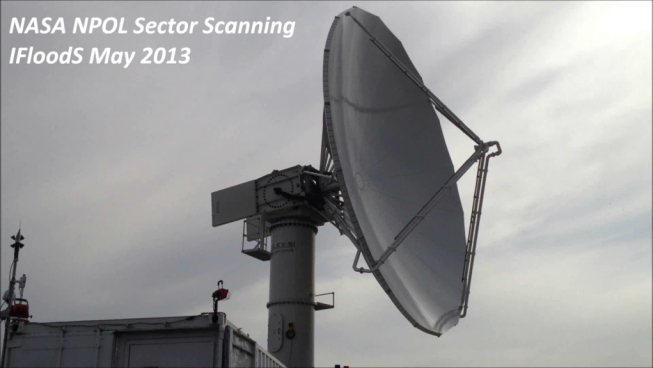 NASA NPOL Sector Scanning
IFloodS May 2013